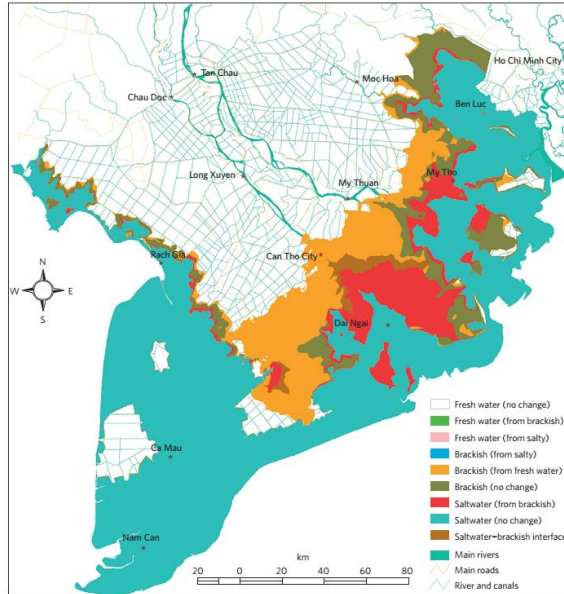 Ho Chi Minh City
Tan Chau
Moc Hoa
Chau Doc
Ben Luc
Long Xuyen
My Thuan
My Tho
Rach Gia
Can Tho City
N
W E
S
Dai Ngai
Ca Mau
Nam Can
Fresh water (no change)
Fresh water (from brackish)
Fresh water (from salty)
Brackish (from salty)
Brackish (from fresh water)
Brackish (no change)
Saltwater (from brackish)
Saltwater (no change)
Saltwater–brackish interface
Main rivers
Main roads
River and canals
km
20 0 20 40 60 80